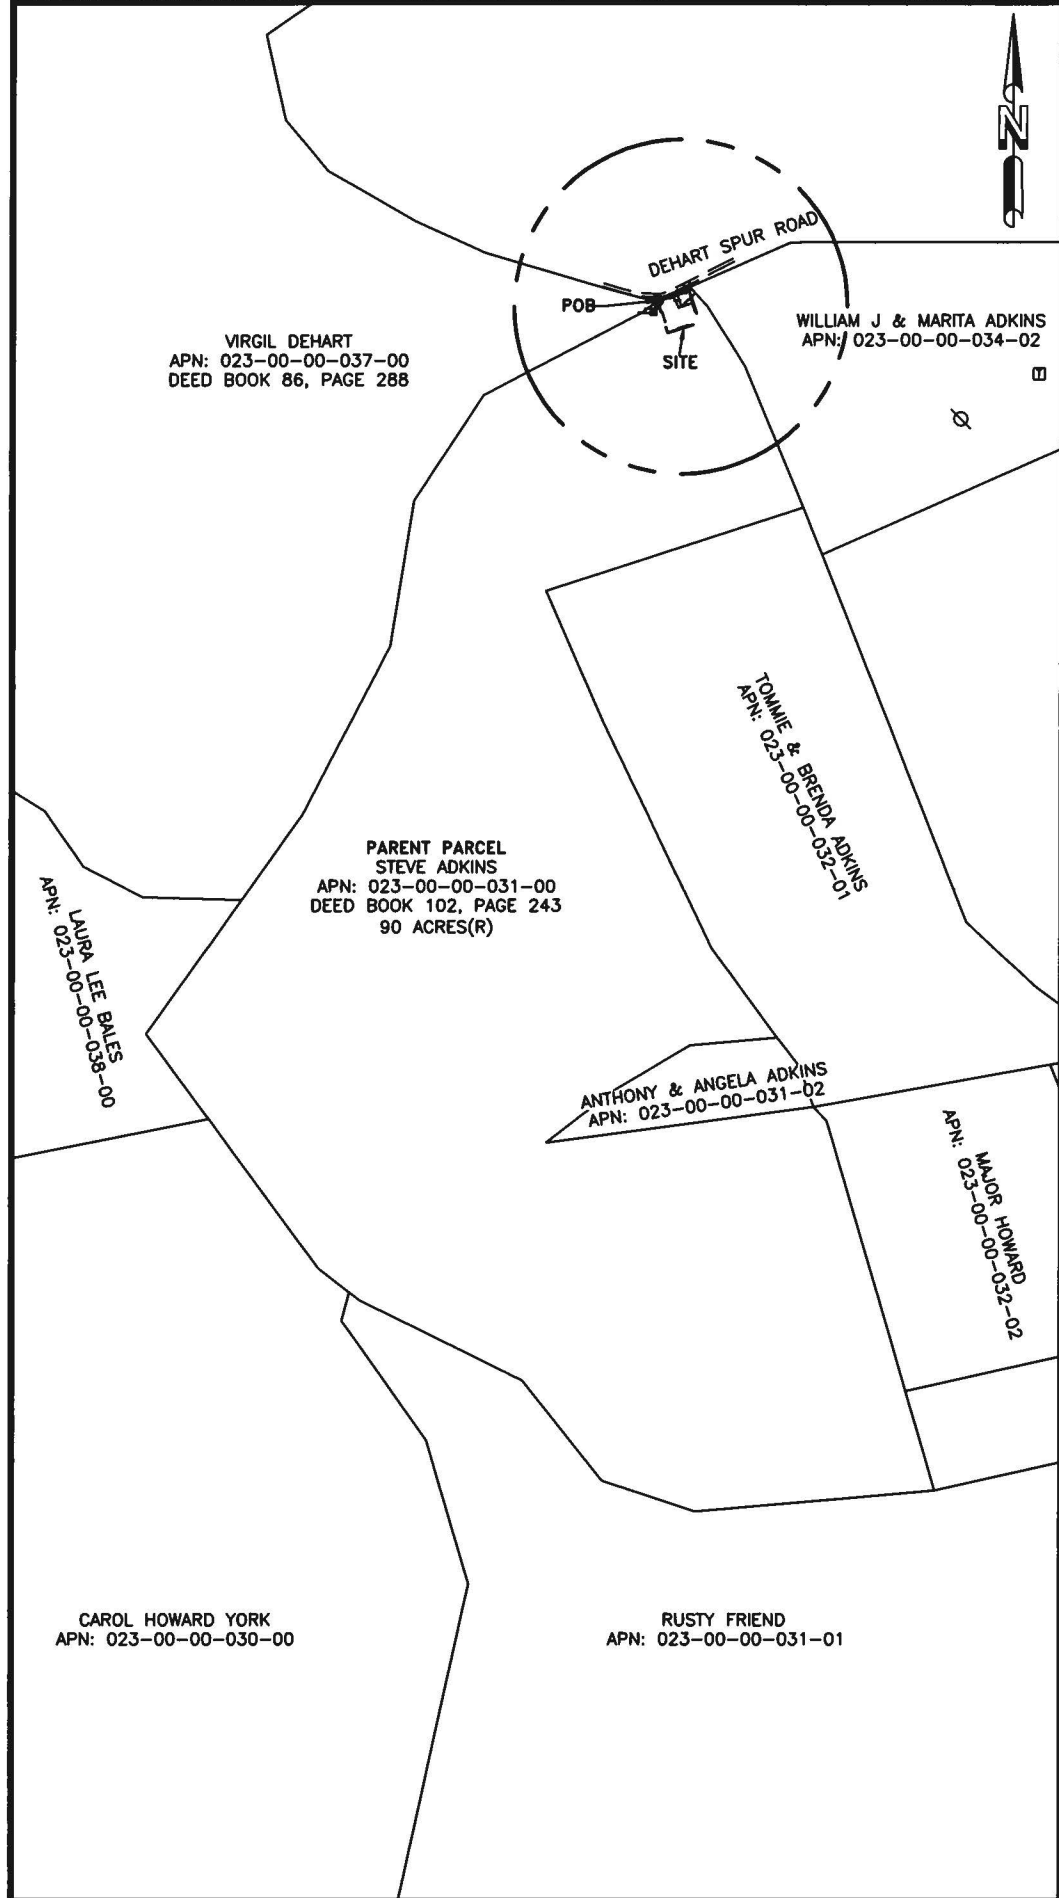 N
DEHART SPUR ROAD
POB
SITE
VIRGIL DEHART
APN: 023-00-00-037-00
DEED BOOK 86, PAGE 288
WILLIAM J & MARITA ADKINS
APN: 023-00-00-034-02
T
TOMMIE & BRENDA ADKINS
APN: 023-00-00-032-01
PARENT PARCEL
STEVE ADKINS
APN: 023-00-00-031-00
DEED BOOK 102, PAGE 243
90 ACRES(R)
LAURA LEE BALES
APN: 023-00-00-038-00
ANTHONY & ANGELA ADKINS
APN: 023-00-00-031-02
MAJOR HOWARD
APN: 023-00-00-032-02
CAROL HOWARD YORK
APN: 023-00-00-030-00
RUSTY FRIEND
APN: 023-00-00-031-01